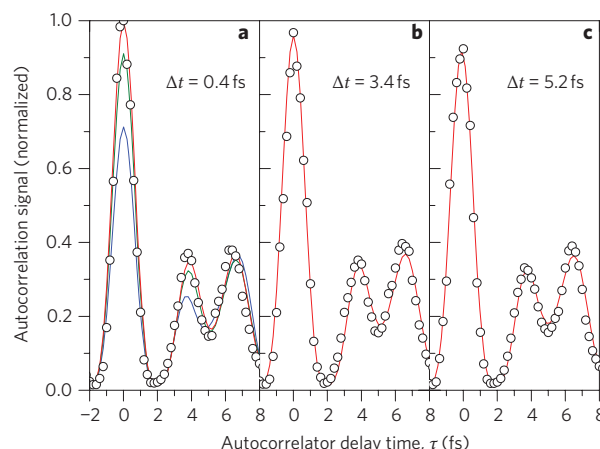 a b c
Δt = 0.4 fs Δt = 3.4 fs Δt = 5.2 fs
1.0
0.8
0.6
0.4
0.2
0.0
Autocorrelation signal (normalized)
−2 0 2 4 6 8 0 2 4 6 8 0 2 4 6 8
Autocorrelator delay time, τ (fs)